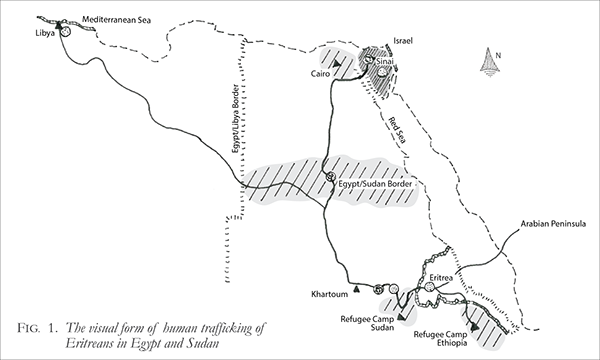 Mediterranean Sea
Libya
Israel
Sinai
N
Cairo
Egypt/Libya Border
Red Sea
Egypt/Sudan Border
Arabian Peninsula
Khartoum
Eritrea
Refugee Camp
Sudan
Refugee Camp
Ethiopia
FIG. 1. The visual form of human trafficking of
Eritreans in Egypt and Sudan